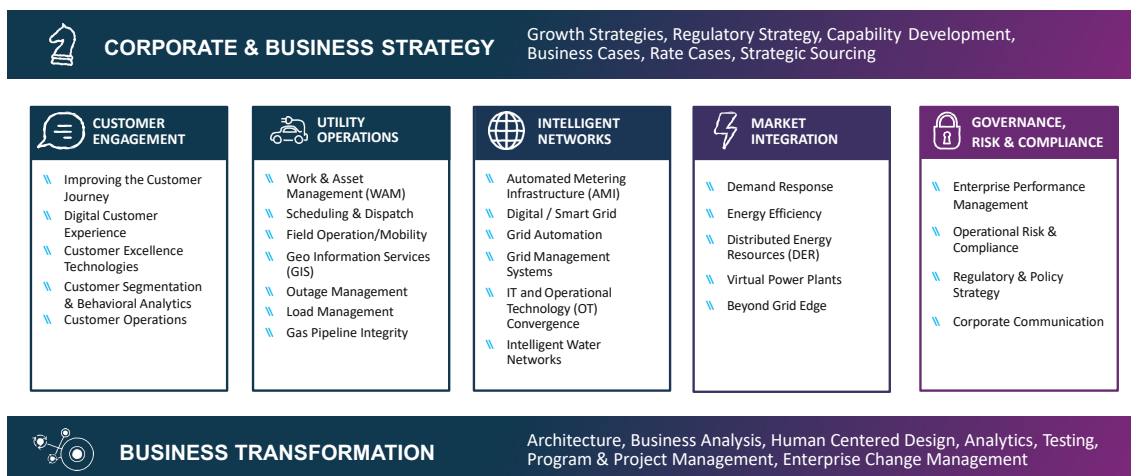 CORPORATE & BUSINESS STRATEGY
Growth Strategies, Regulatory Strategy, Capability Development,
Business Cases, Rate Cases, Strategic Sourcing
CUSTOMER
ENGAGEMENT
Improving the Customer
Journey
Digital Customer
Experience
Customer Excellence
Technologies
Customer Segmentation
& Behavioral Analytics
Customer Operations
UTILITY
OPERATIONS
Work & Asset
Management (WAM)
Scheduling & Dispatch
Field Operation/Mobility
Geo Information Services
(GIS)
Outage Management
Load Management
Gas Pipeline Integrity
INTELLIGENT
NETWORKS
Automated Metering
Infrastructure (AMI)
Digital / Smart Grid
Grid Automation
Grid Management
Systems
IT and Operational
Technology (OT)
Convergence
Intelligent Water
Networks
MARKET
INTEGRATION
Demand Response
Energy Efficiency
Distributed Energy
Resources (DER)
Virtual Power Plants
Beyond Grid Edge
GOVERNANCE,
RISK & COMPLIANCE
Enterprise Performance
Management
Operational Risk &
Compliance
Regulatory & Policy
Strategy
Corporate Communication
BUSINESS TRANSFORMATION
Architecture, Business Analysis, Human Centered Design, Analytics, Testing,
Program & Project Management, Enterprise Change Management